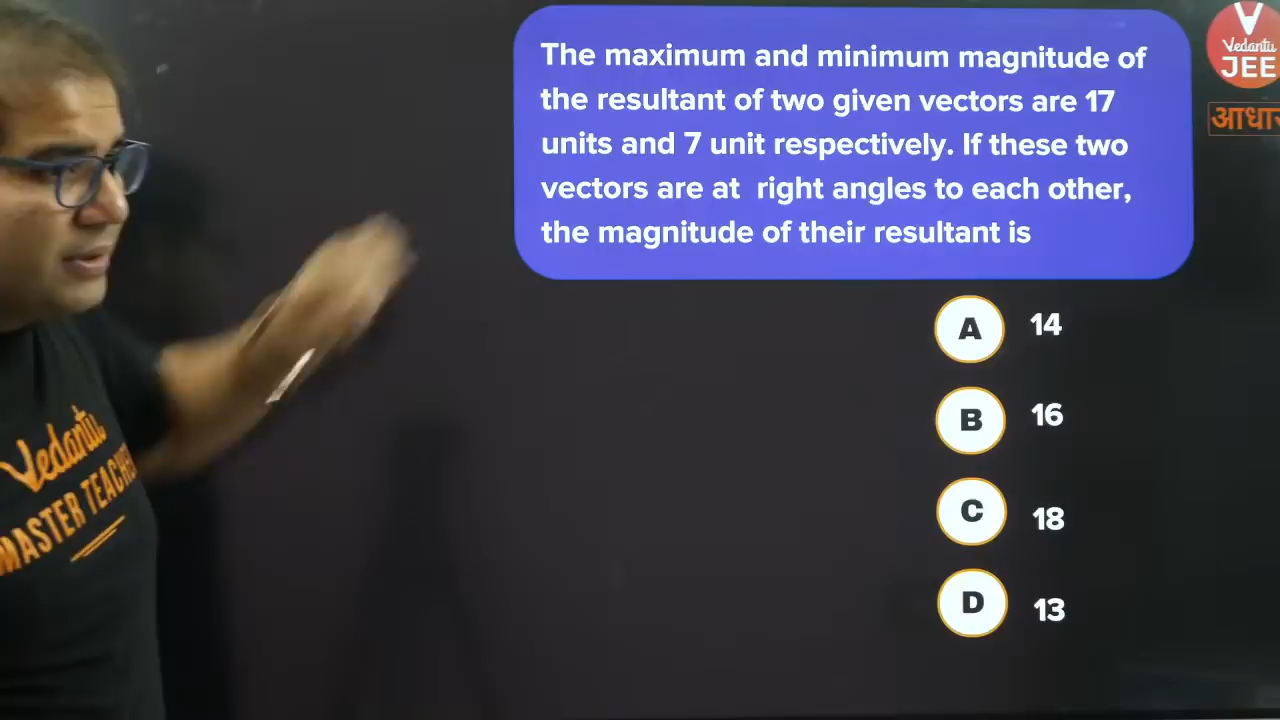 The maximum and minimum magnitude of
the resultant of two given vectors are 17
units and 7 unit respectively. If these two
vectors are at right angles to each other,
the magnitude of their resultant is
A 14
B 16
C 18
D 13
V
Vedantu
JEE
Vedantu
MASTER TEACHER